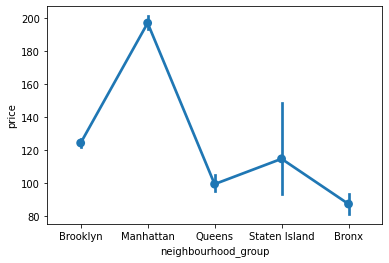 200
180
160
140
120
100
80
price
Brooklyn Manhattan Queens Staten Island Bronx
neighbourhood_group